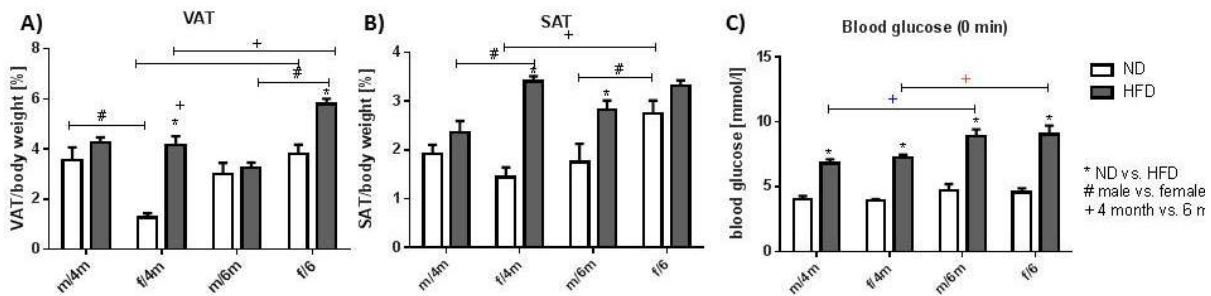 A)
VAT
VAT/body weight [%]
8
6
4
2
0
#
*
+
+
#
*
m/4m
f/4m
m/6m
f/6
B)
SAT
SAT/body weight [%]
4
3
2
1
0
#
*
+
*
#
m/4m
f/4m
m/6m
f/6
C)
Blood glucose (0 min)
blood glucose [mmol/l]
15
10
5
0
*
*
+
*
+
*
m/4m
f/4m
m/6m
f/6
ND
HFD
* ND vs. HFD
# male vs. female
+ 4 month vs. 6 m